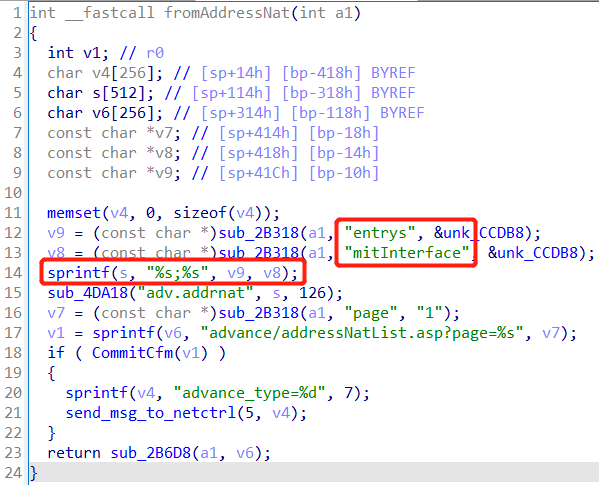 1 int __fastcall fromAddressNat(int a1)
2 {
3 int v1; // r0
4 char v4[256]; // [sp+14h] [bp-418h] BYREF
5 char s[512]; // [sp+114h] [bp-318h] BYREF
6 char v6[256]; // [sp+314h] [bp-118h] BYREF
7 const char *v7; // [sp+414h] [bp-18h]
8 const char *v8; // [sp+418h] [bp-14h]
9 const char *v9; // [sp+41Ch] [bp-10h]
10
11 memset(v4, 0, sizeof(v4));
12 v9 = (const char *)sub_2B318(a1, "entrys", &unk_CCDB8);
13 v8 = (const char *)sub_2B318(a1, "mitInterface", &unk_CCDB8);
14 sprintf(s, "%s;%s", v9, v8);
15 sub_4DA18("adv.addrnat", s, 126);
16 v7 = (const char *)sub_2B318(a1, "page", "1");
17 v1 = sprintf(v6, "advance/addressNatList.asp?page=%s", v7);
18 if ( CommitCfm(v1) )
19 {
20 sprintf(v4, "advance_type=%d", 7);
21 send_msg_to_netctrl(5, v4);
22 }
23 return sub_2B6D8(a1, v6);
24 }